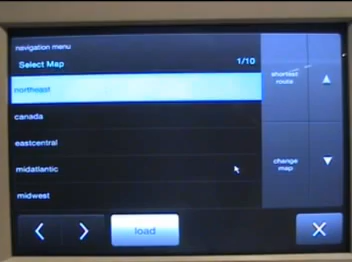 navigation menu
Select Map 1/10
northeast
canada
eastcentral
midatlantic
midwest
shortest
route
change
map
load